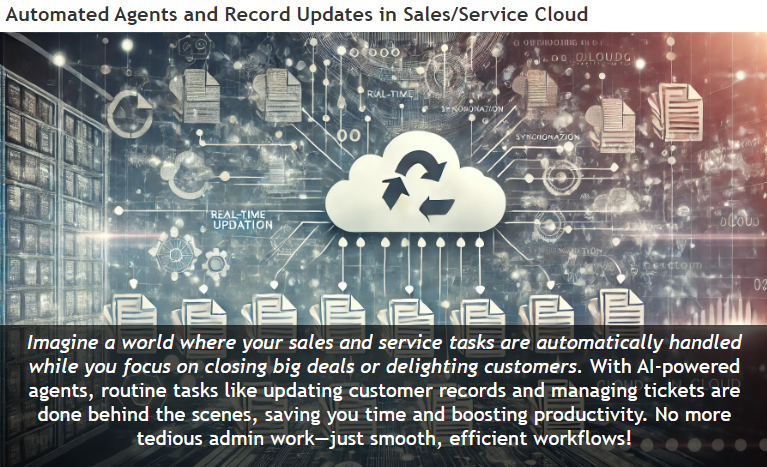 Automated Agents and Record Updates in Sales/Service Cloud
REAL-TIME
SYNCHONATION
REAL-TIME
UPDATION
Imagine a world where your sales and service tasks are automatically handled
while you focus on closing big deals or delighting customers. With AI-powered
agents, routine tasks like updating customer records and managing tickets are
done behind the scenes, saving you time and boosting productivity. No more
tedious admin work—just smooth, efficient workflows!